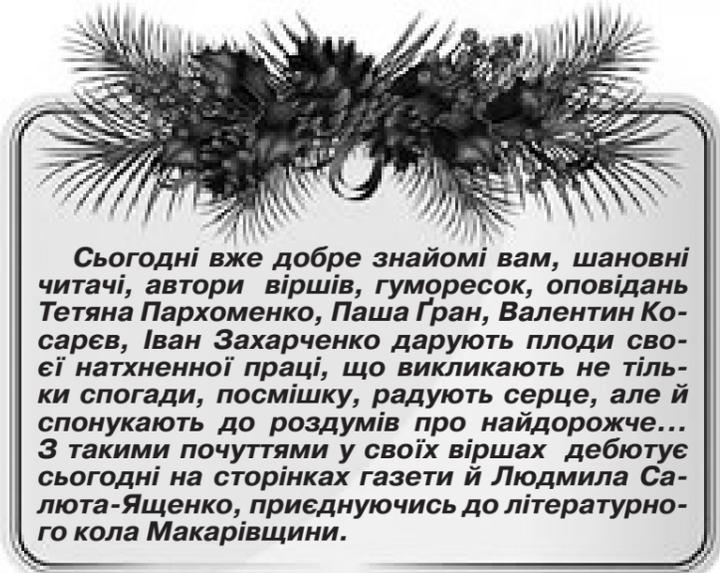 Сьогодні вже добре знайомі вам, шановні
читачі, автори віршів, гуморесок, оповідань
Тетяна Пархоменко, Паша Ґран, Валентин Ко-
сарєв, Іван Захарченко дарують плоди сво-
єї натхненної праці, що викликають не тіль-
ки спогади, посмішку, радують серце, але й
спонукають до роздумів про найдорожче...
З такими почуттями у своїх віршах дебютує
сьогодні на сторінках газети й Людмила Са-
люта-Ященко, приєднуючись до літературно-
го кола Макарівщини.